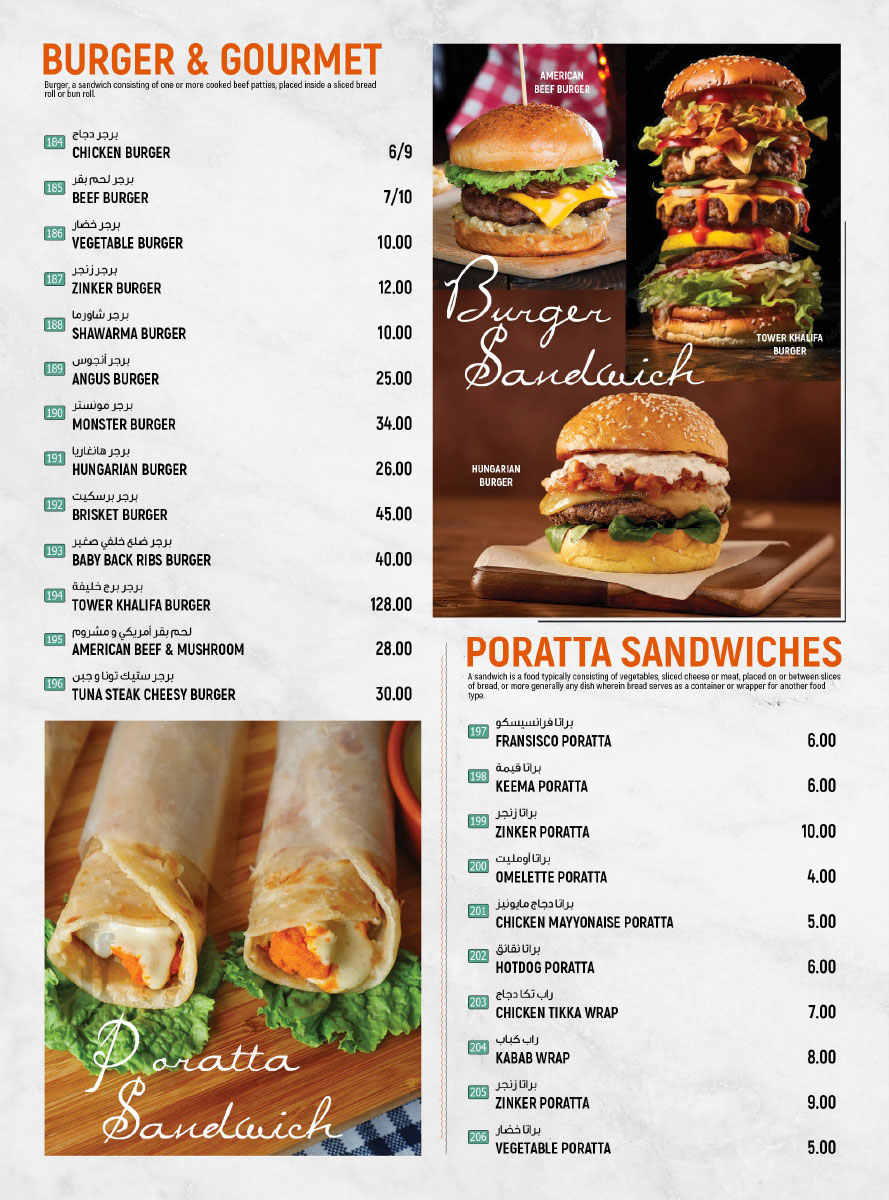 BURGER & GOURMET
Burger, a sandwich consisting of one or more cooked beef patties, placed inside a sliced bread
roll or bun roll.
184
برجر دجاج
CHICKEN BURGER 6/9
185
برجر لحم بقر
BEEF BURGER 7/10
186
برجر خضار
VEGETABLE BURGER 10.00
187
برجر زنجر
ZINKER BURGER 12.00
188
برجر شاورما
SHAWARMA BURGER 10.00
189
برجر أنجوس
ANGUS BURGER 25.00
190
برجر مونستر
MONSTER BURGER 34.00
191
برجر هانغاريا
HUNGARIAN BURGER 26.00
192
برجر برسكيت
BRISKET BURGER 45.00
193
برجر ضلع خلفي صغير
BABY BACK RIBS BURGER 40.00
194
برجر برج خليفة
TOWER KHALIFA BURGER 128.00
195
لحم بقر أمريكي و مشروم
AMERICAN BEEF & MUSHROOM 28.00
196
برجر ستيك تونا و جبن
TUNA STEAK CHEESY BURGER 30.00
AMERICAN
BEEF BURGER
Burger
Sandwich
TOWER KHALIFA
BURGER
HUNGARIAN
BURGER
PORATTA SANDWICHES
A sandwich is a food typically consisting of vegetables, sliced cheese or meat, placed on or between slices
of bread, or more generally any dish wherein bread serves as a container or wrapper for another food
type.
197
براتا فرانسيسكو
FRANSISCO PORATTA 6.00
198
براتا قيمة
KEEMA PORATTA 6.00
199
براتا زنجر
ZINKER PORATTA 10.00
200
براتا أومليت
OMELETTE PORATTA 4.00
201
براتا دجاج مايونيز
CHICKEN MAYYONAISE PORATTA 5.00
202
براتا نقانق
HOTDOG PORATTA 6.00
203
راب تكا دجاج
CHICKEN TIKKA WRAP 7.00
204
راب كباب
KABAB WRAP 8.00
205
براتا زنجر
ZINKER PORATTA 9.00
206
براتا خضار
VEGETABLE PORATTA 5.00
Poratta
Sandwich